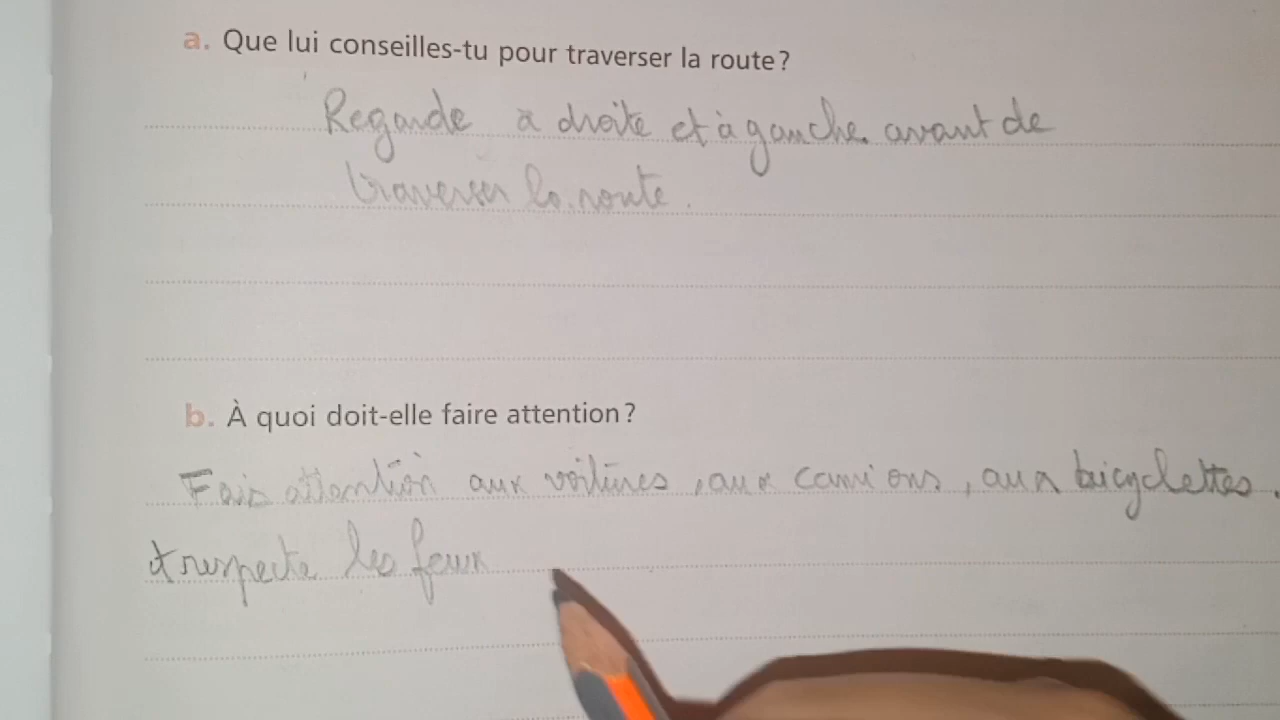 a. Que lui conseilles-tu pour traverser la route ?
Regarde à droite et à gauche avant de
traverser la route.
b. À quoi doit-elle faire attention ?
Fais attention aux voitures, aux camions, aux bicyclettes.
et respecte les feux